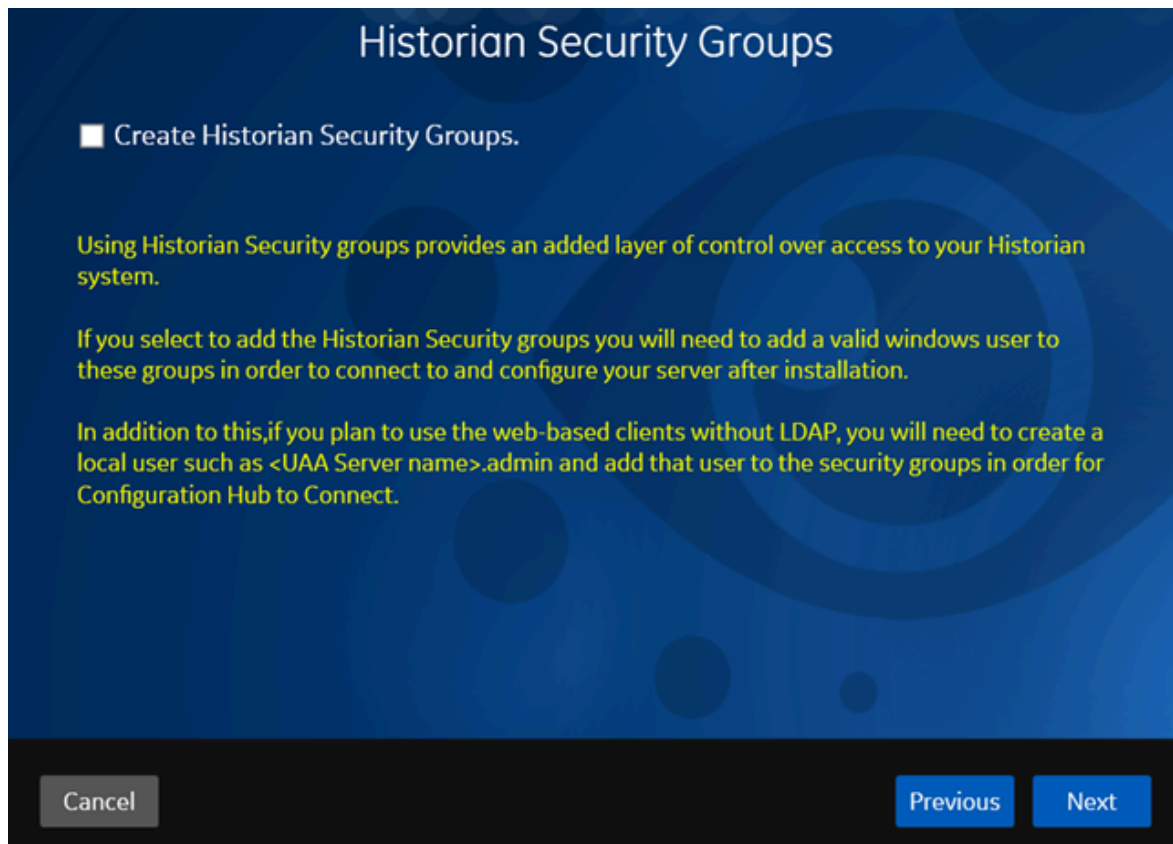 Historian Security Groups
Create Historian Security Groups.
Using Historian Security groups provides an added layer of control over access to your Historian
system.
If you select to add the Historian Security groups you will need to add a valid windows user to
these groups in order to connect to and configure your server after installation.
In addition to this,if you plan to use the web-based clients without LDAP, you will need to create a
local user such as <UAA Server name>.admin and add that user to the security groups in order for
Configuration Hub to Connect.
Cancel
Previous
Next